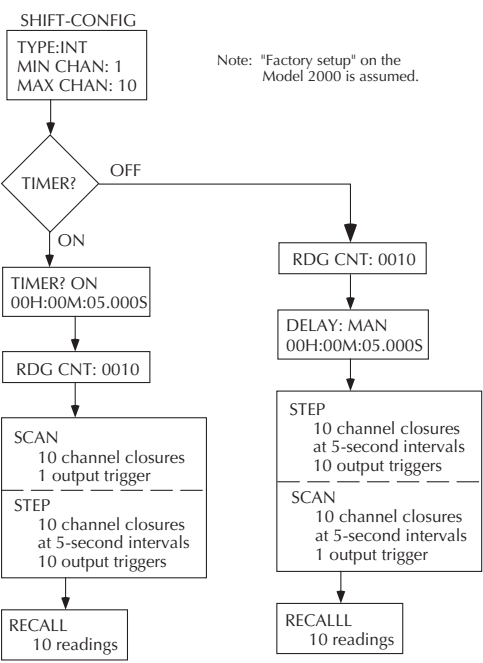 SHIFT-CONFIG
TYPE:INT
MIN CHAN: 1
MAX CHAN: 10
Note: "Factory setup" on the
Model 2000 is assumed.
TIMER?
OFF
ON
TIMER? ON
00H:00M:05.000S
RDG CNT: 0010
SCAN
10 channel closures
1 output trigger
STEP
10 channel closures
at 5-second intervals
10 output triggers
RECALL
10 readings
RDG CNT: 0010
DELAY: MAN
00H:00M:05.000S
STEP
10 channel closures
at 5-second intervals
10 output triggers
SCAN
10 channel closures
at 5-second intervals
1 output trigger
RECALLL
10 readings